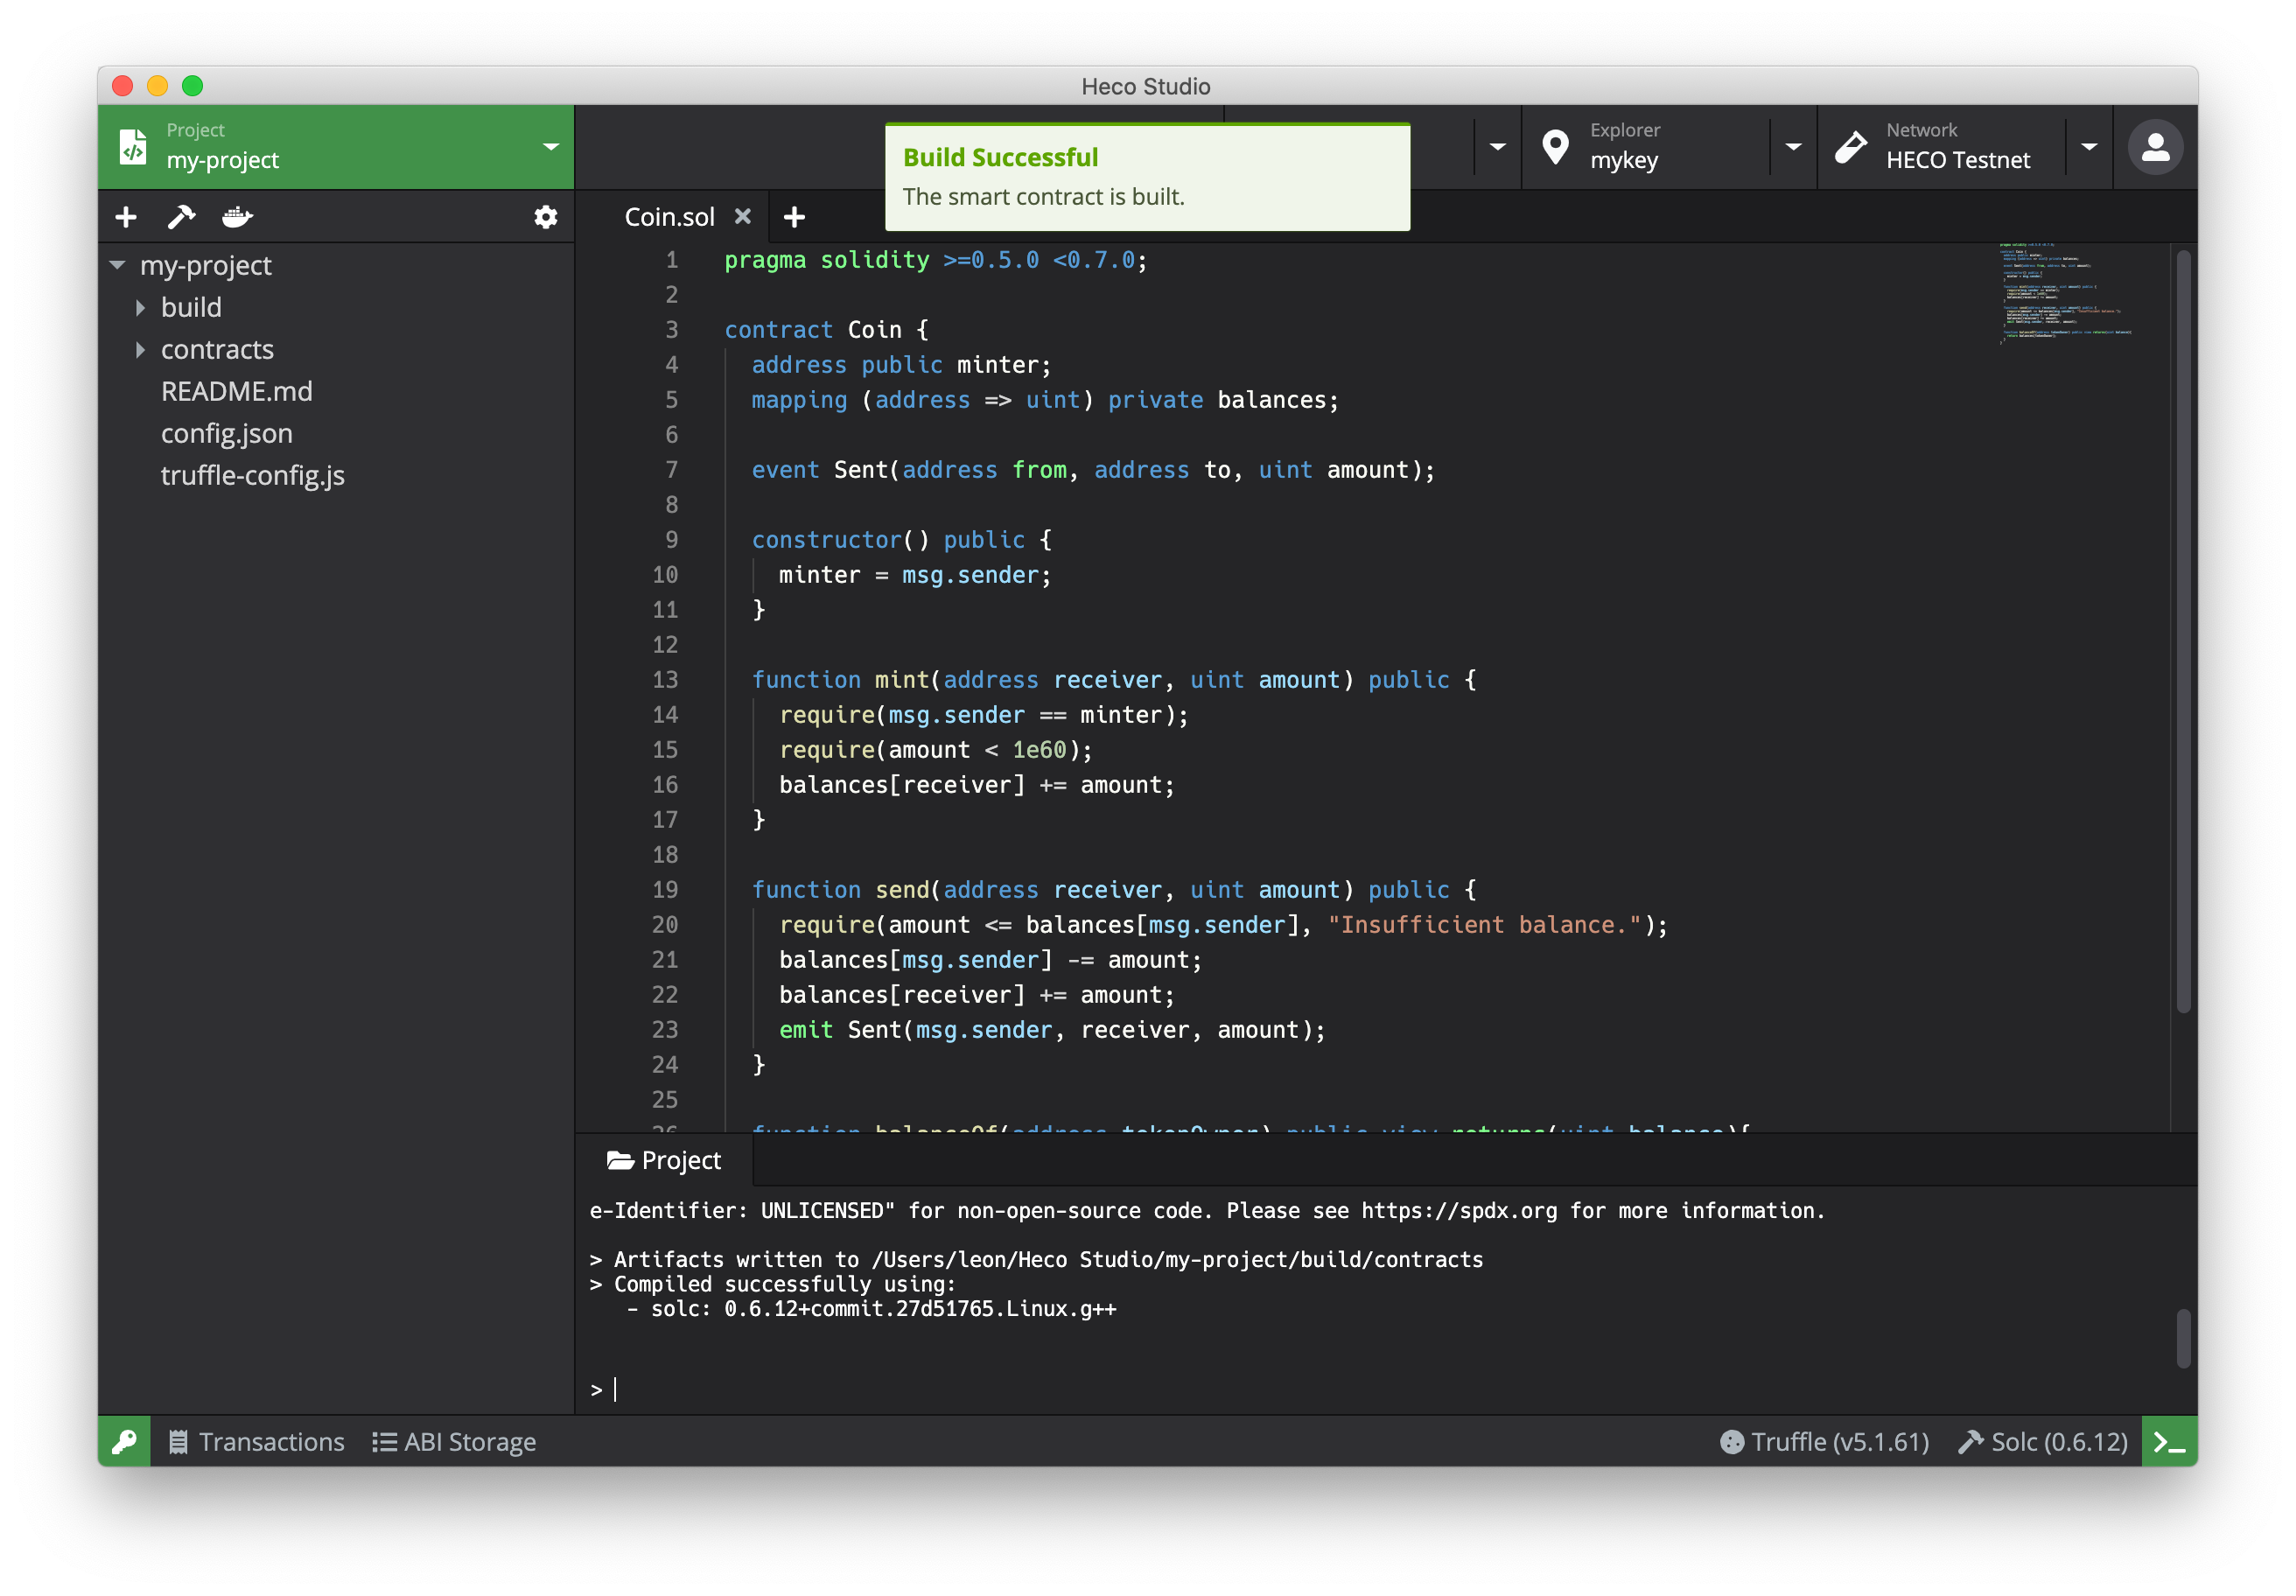 Heco Studio
Project
my-project
Explorer
mykey
Network
HECO Testnet
Build Successful
The smart contract is built.
my-project
build
contracts
README.md
config.json
truffle-config.js
Coin.sol
1 pragma solidity >=0.5.0 <0.7.0;
2
3 contract Coin {
4 address public minter;
5 mapping (address => uint) private balances;
6
7 event Sent(address from, address to, uint amount);
8
9 constructor() public {
10 minter = msg.sender;
11 }
12
13 function mint(address receiver, uint amount) public {
14 require(msg.sender == minter);
15 require(amount < 1e60);
16 balances[receiver] += amount;
17 }
18
19 function send(address receiver, uint amount) public {
20 require(amount <= balances[msg.sender], "Insufficient balance.");
21 balances[msg.sender] -= amount;
22 balances[receiver] += amount;
23 emit Sent(msg.sender, receiver, amount);
24 }
25
26 function balanceOf(address tokenOwner) public view returns(uint balance){
Project
e-Identifier: UNLICENSED" for non-open-source code. Please see https://spdx.org for more information.
> Artifacts written to /Users/leon/Heco Studio/my-project/build/contracts
> Compiled successfully using:
- solc: 0.6.12+commit.27d51765.Linux.g++
>
Transactions
ABI Storage
Truffle (v5.1.61)
Solc (0.6.12)